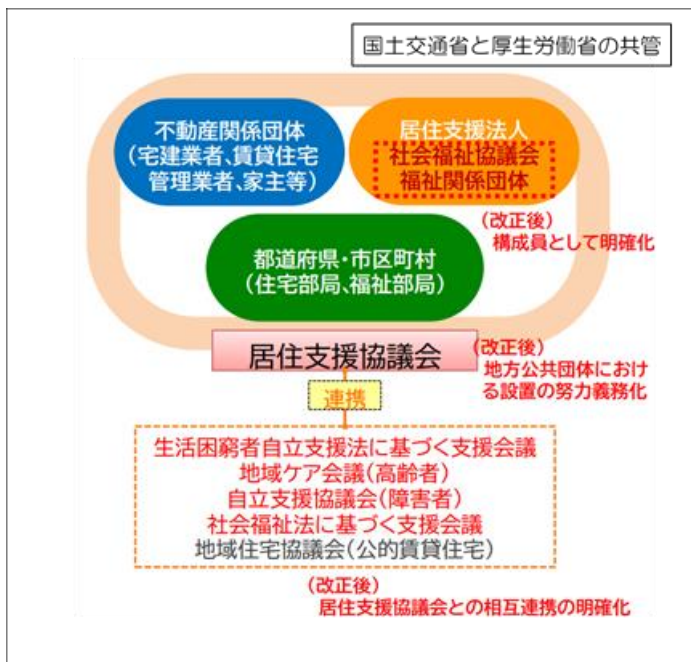 国土交通省と厚生労働省の共管
不動産関係団体
(宅建業者、賃貸住宅
管理業者、家主等)
居住支援法人
社会福祉協議会
福祉関係団体
(改正後)
構成員として明確化
都道府県・市区町村
(住宅部局、福祉部局)
居住支援協議会
(改正後)
地方公共団体におけ
る設置の努力義務化
連携
生活困窮者自立支援法に基づく支援会議
地域ケア会議(高齢者)
自立支援協議会(障害者)
社会福祉法に基づく支援会議
地域住宅協議会(公的賃貸住宅)
(改正後)
居住支援協議会との相互連携の明確化